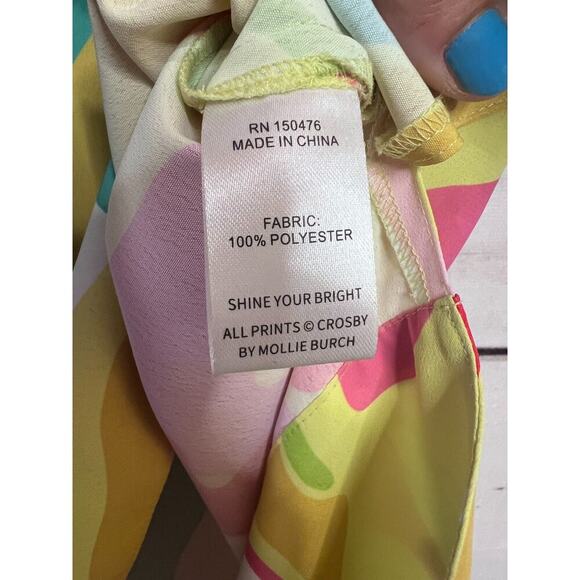 RN 150476
MADE IN CHINA
FABRIC:
100% POLYESTER
SHINE YOUR BRIGHT
ALL PRINTS © CROSBY
BY MOLLIE BURCH